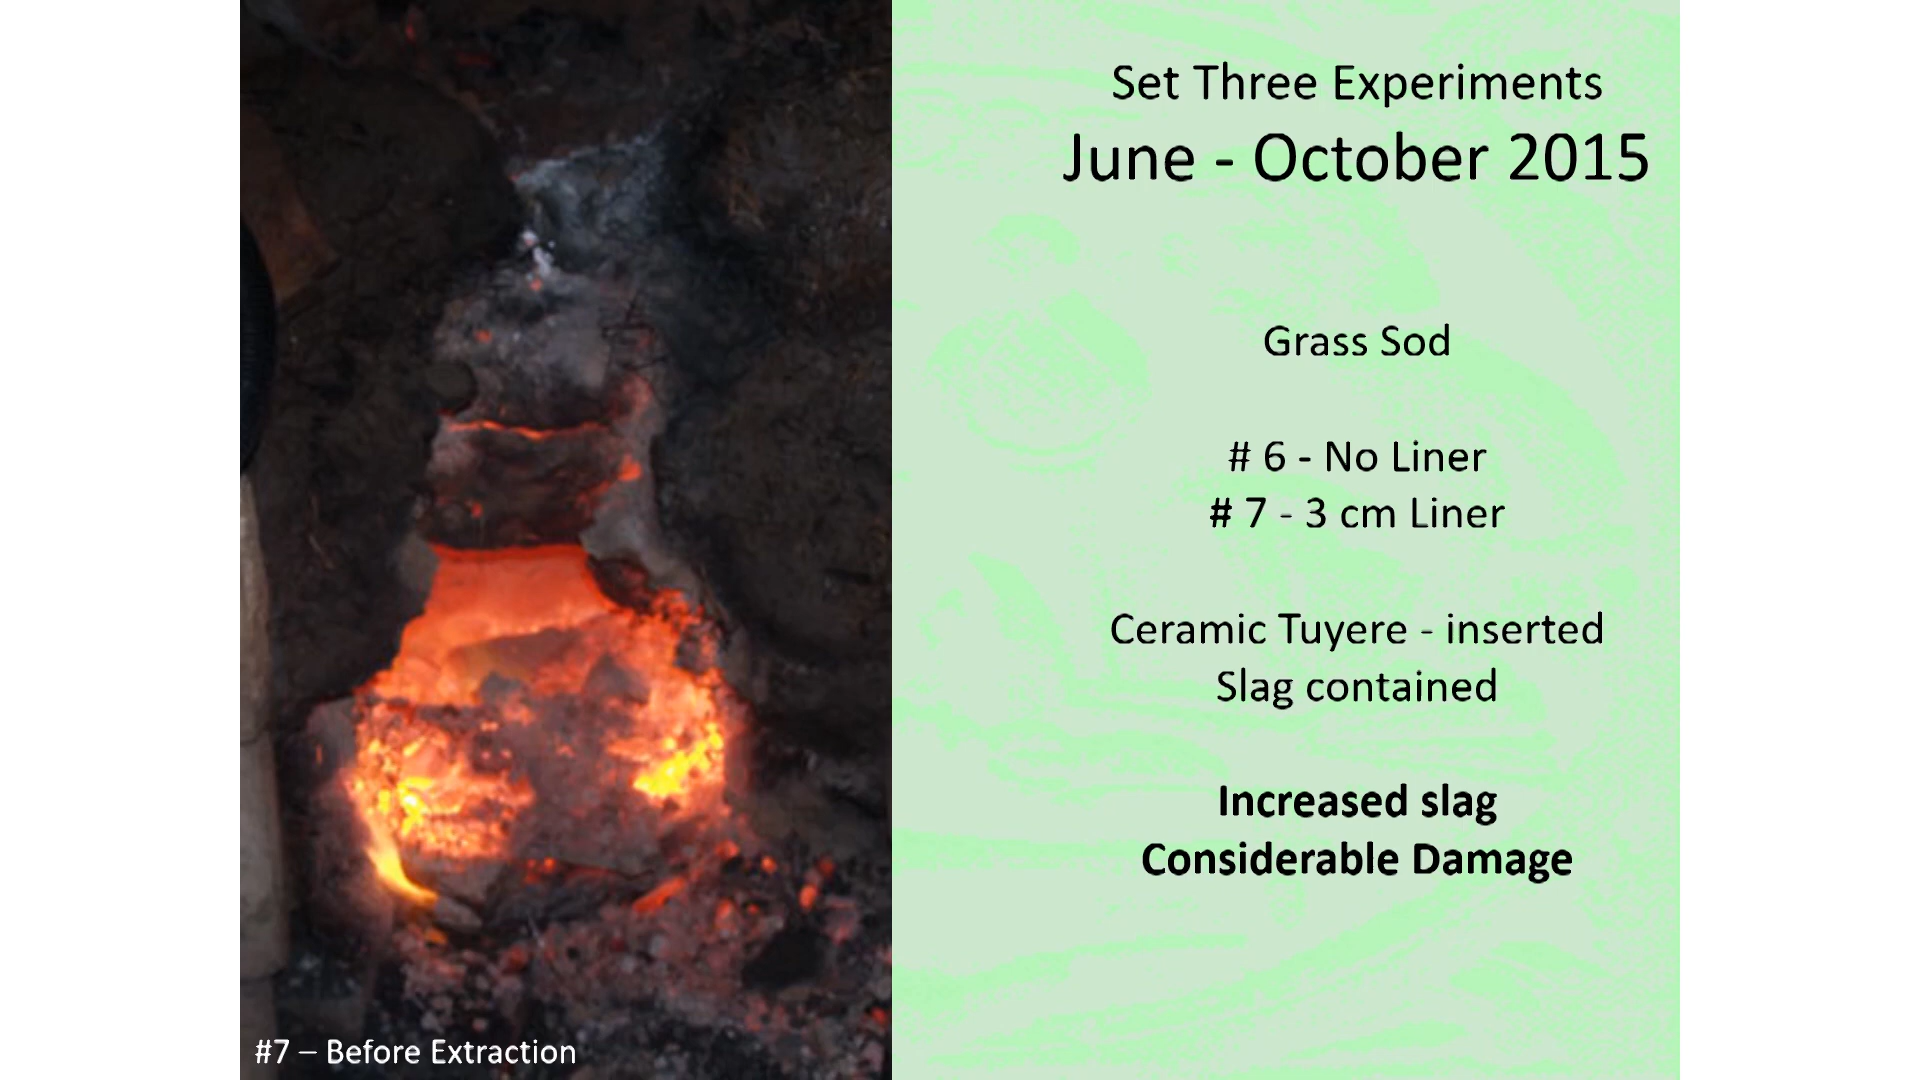 Set Three Experiments
June - October 2015
Grass Sod
# 6 - No Liner
# 7 - 3 cm Liner
Ceramic Tuyere - inserted
Slag contained
Increased slag
Considerable Damage
#7 – Before Extraction